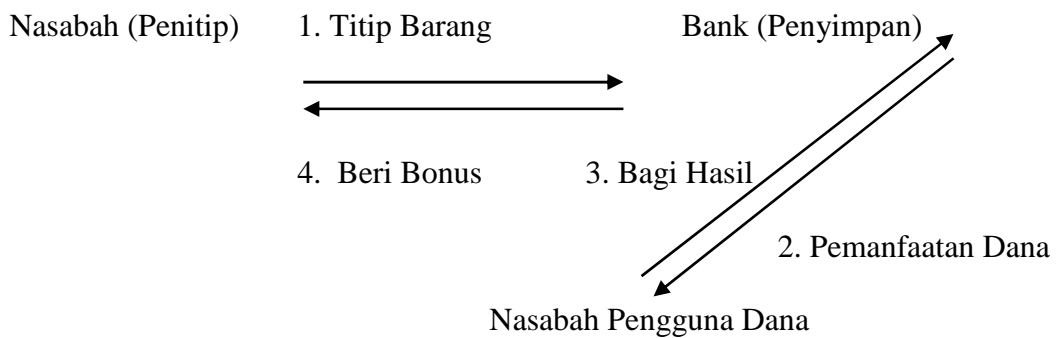 Nasabah (Penitip) 1. Titip Barang Bank (Penyimpan)
4. Beri Bonus 3. Bagi Hasil
2. Pemanfaatan Dana
Nasabah Pengguna Dana